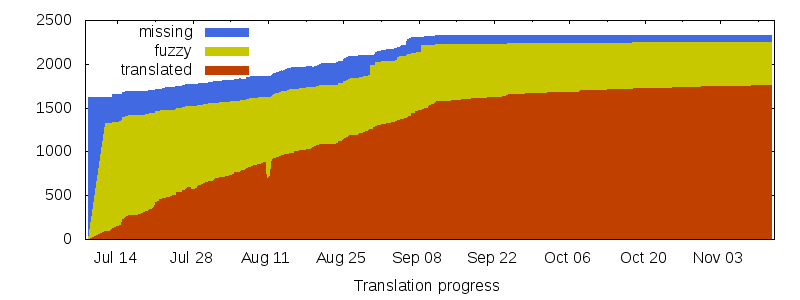 2500
2000
1500
1000
500
0
missing
fuzzy
translated
Jul 14 Jul 28 Aug 11 Aug 25 Sep 08 Sep 22 Oct 06 Oct 20 Nov 03
Translation progress